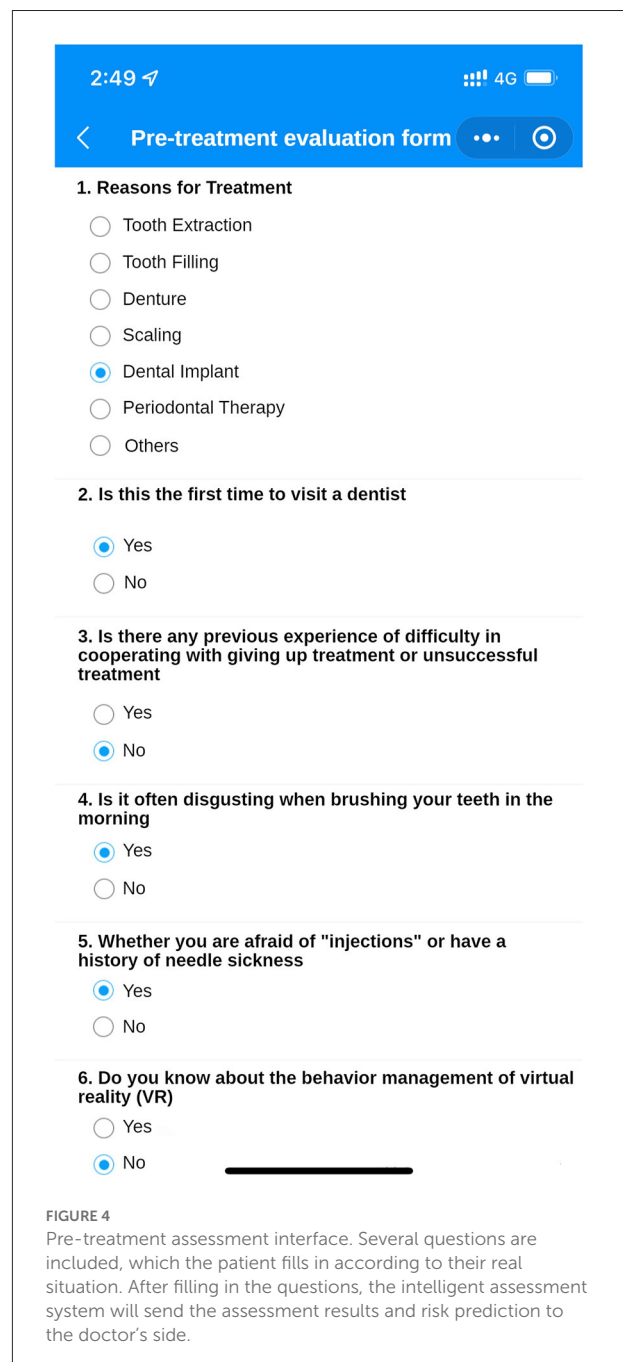 2:49 4G
Pre-treatment evaluation form
1. Reasons for Treatment
Tooth Extraction
Tooth Filling
Denture
Scaling
Dental Implant
Periodontal Therapy
Others
2. Is this the first time to visit a dentist
Yes
No
3. Is there any previous experience of difficulty in
cooperating with giving up treatment or unsuccessful
treatment
Yes
No
4. Is it often disgusting when brushing your teeth in the
morning
Yes
No
5. Whether you are afraid of "injections" or have a
history of needle sickness
Yes
No
6. Do you know about the behavior management of virtual
reality (VR)
Yes
No
FIGURE 4
Pre-treatment assessment interface. Several questions are
included, which the patient fills in according to their real
situation. After filling in the questions, the intelligent assessment
system will send the assessment results and risk prediction to
the doctor's side.